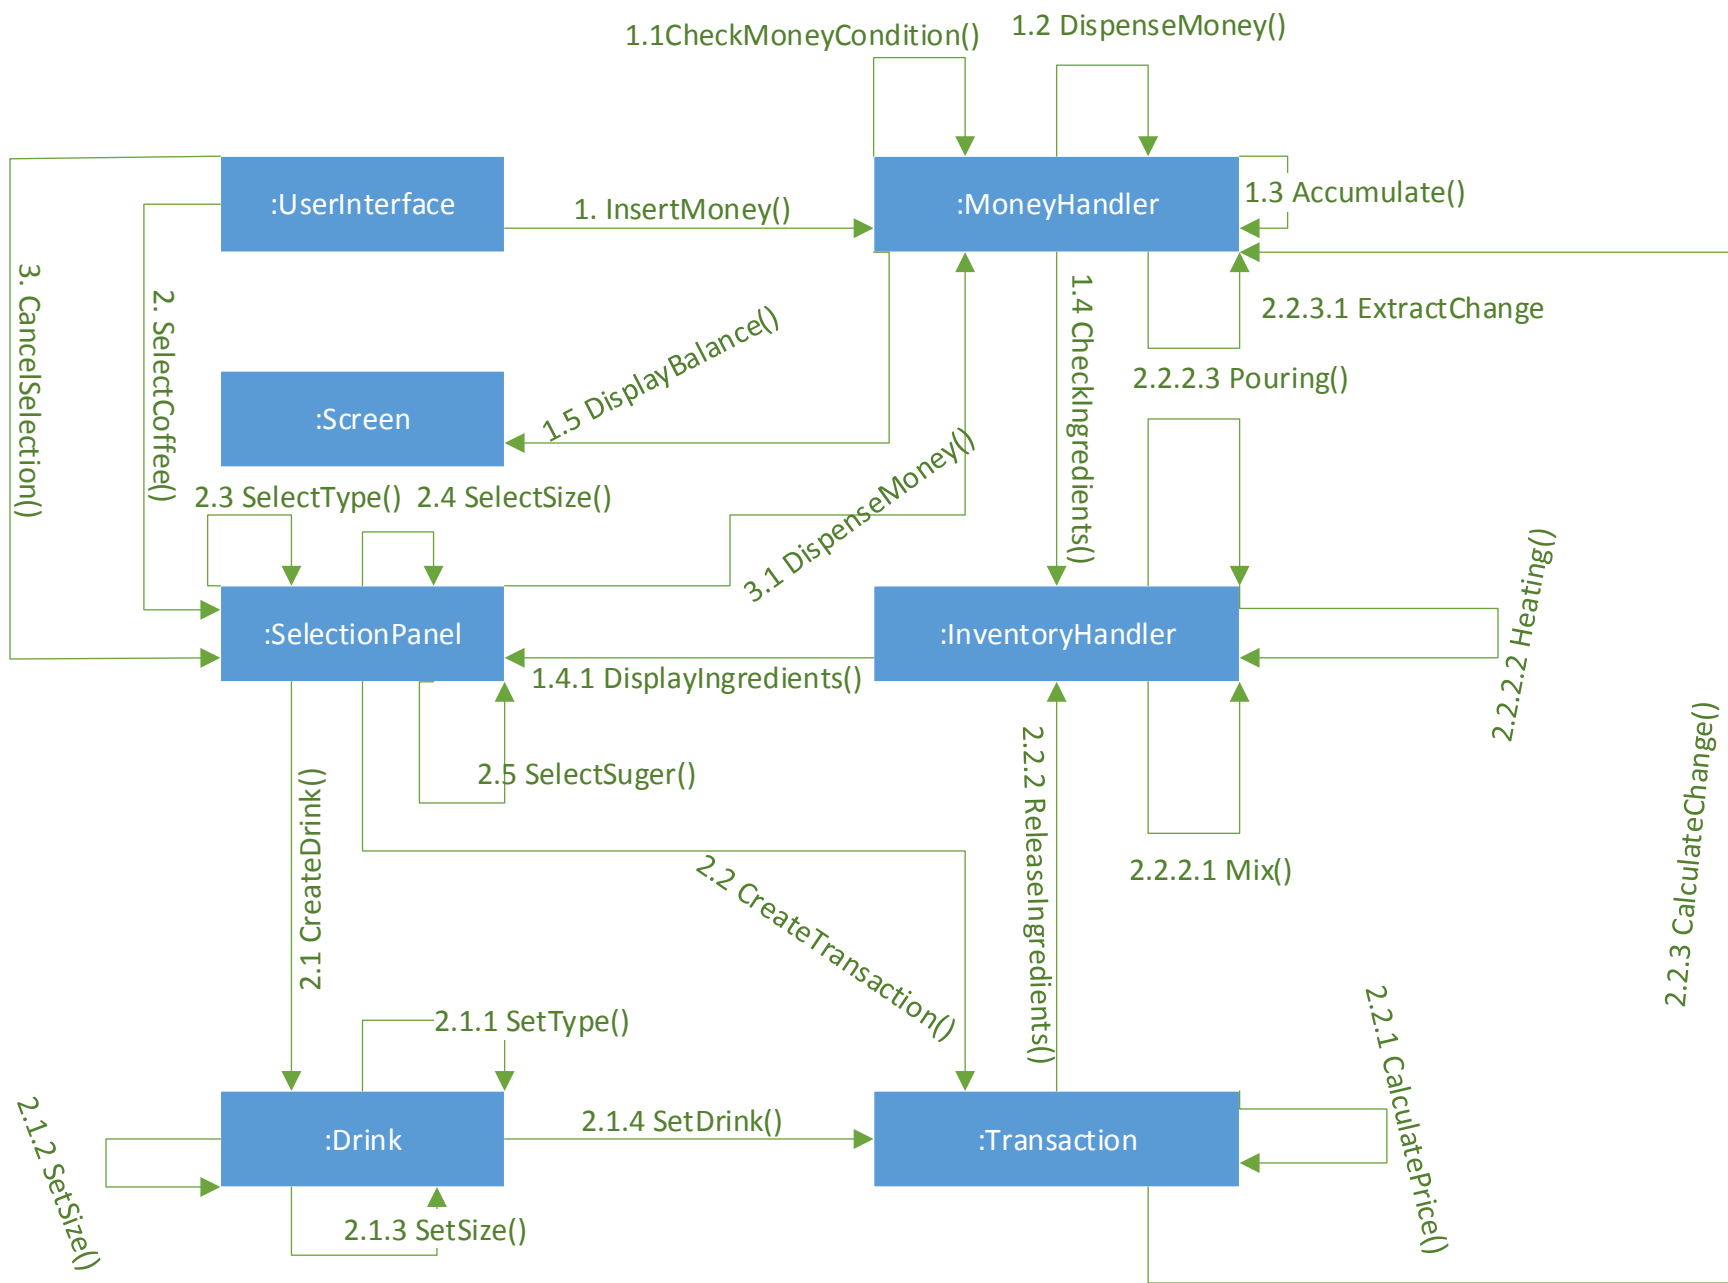 1.1CheckMoneyCondition()
1.2 DispenseMoney()
:UserInterface
1. InsertMoney()
:MoneyHandler
1.3 Accumulate()
3. CancelSelection()
2. SelectCoffee()
:Screen
1.5 DisplayBalance()
1.4 CheckIngredients()
2.2.3.1 ExtractChange
2.2.2.3 Pouring()
2.3 SelectType()
2.4 SelectSize()
3.1 DispenseMoney()
:SelectionPanel
:InventoryHandler
2.2.2.2 Heating()
1.4.1 DisplayIngredients()
2.5 SelectSuger()
2.2.2 ReleaseIngredients()
2.2.2.1 Mix()
2.2.3 CalculateChange()
2.1 CreateDrink()
2.2 CreateTransaction()
2.1.1 SetType()
2.2.1 CalculatePrice()
2.1.2 SetSize()
:Drink
2.1.4 SetDrink()
:Transaction
2.1.3 SetSize()